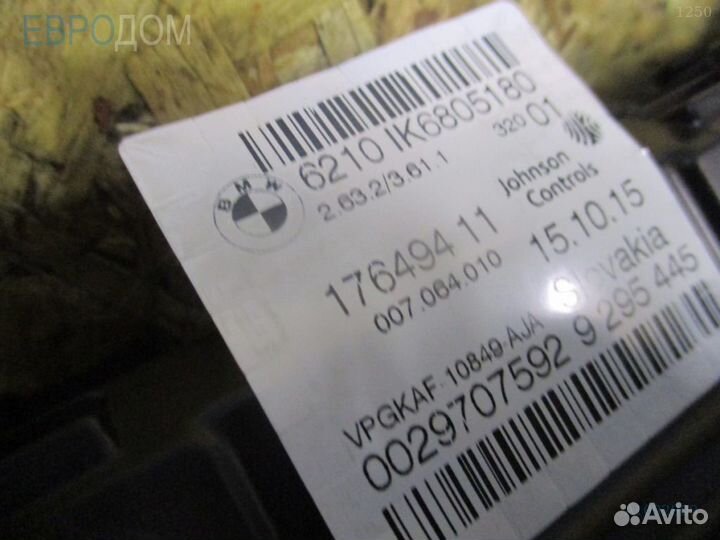 ЕВРОДОМ
1250
BMW
6210 IK6805180
2.63.2/3.61.1
320 01
Johnson
Controls
176494 11
007.064.010
15.10.15
Slovakia
VPGKAF-10849-AJA
0029707592 9 295 445
Avito